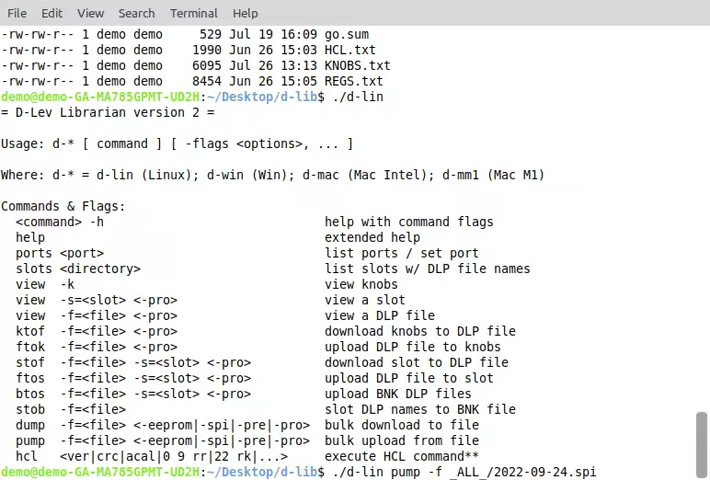 File Edit View Search Terminal Help
-rw-rw-r-- 1 demo demo     529 Jul 19 16:09 go.sum
-rw-rw-r-- 1 demo demo    1990 Jun 26 15:03 HCL.txt
-rw-rw-r-- 1 demo demo    6095 Jun 26 13:13 KNOBS.txt
-rw-rw-r-- 1 demo demo    8454 Jun 26 15:05 REGS.txt
demo@demo-GA-MA785GPMT-UD2H:~/Desktop/d-lib$ ./d-lin
= D-Lev Librarian version 2 =
Usage: d-* [ command ] [ -flags <options>, ... ]
Where: d-* = d-lin (Linux); d-win (Win); d-mac (Mac Intel); d-mm1 (Mac M1)
Commands & Flags:
  <command> -h                            help with command flags
  help                                    extended help
  ports <port>                            list ports / set port
  slots <directory>                       list slots w/ DLP file names
  view  -k                                view knobs
  view  -s=<slot> <-pro>                  view a slot
  view  -f=<file> <-pro>                  view a DLP file
  ktof  -f=<file> <-pro>                  download knobs to DLP file
  ftok  -f=<file> <-pro>                  upload DLP file to knobs
  stof  -f=<file> -s=<slot> <-pro>        download slot to DLP file
  ftos  -f=<file> -s=<slot> <-pro>        upload DLP file to slot
  btos  -f=<file> -s=<slot> <-pro>        upload BNK DLP files
  stob  -f=<file>                         slot DLP names to BNK file
  dump  -f=<file> <-eeprom|-spi|-pre|-pro>  bulk download to file
  pump  -f=<file> <-eeprom|-spi|-pre|-pro>  bulk upload from file
  hcl   <ver|crc|acal|0 9 rr|22 rk|...>   execute HCL command**
demo@demo-GA-MA785GPMT-UD2H:~/Desktop/d-lib$ ./d-lin pump -f _ALL_/2022-09-24.spi